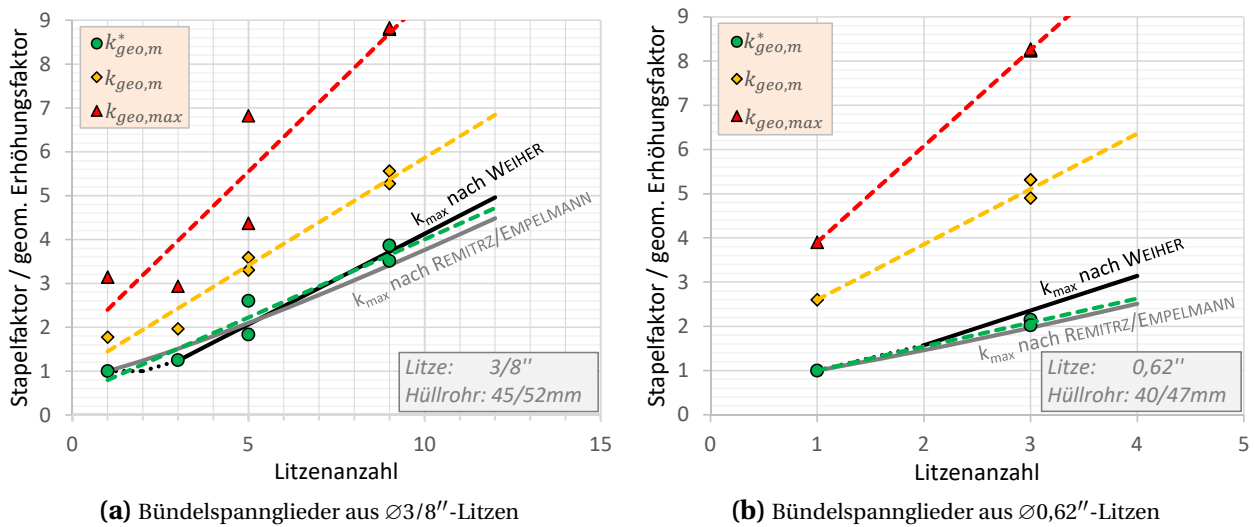 Stapelfaktor / geom. Erhöhungsfaktor
9
8
7
6
5
4
3
2
1
0
k*geo,m
kgeo,m
kgeo,max
kmax nach WEIHER
kmax nach REMITRZ/EMPELMANN
Litze: 3/8''
Hüllrohr: 45/52mm
0 5 10 15
Litzenanzahl
(a) Bündelspannglieder aus ∅3/8′′-Litzen
Stapelfaktor / geom. Erhöhungsfaktor
9
8
7
6
5
4
3
2
1
0
k*geo,m
kgeo,m
kgeo,max
kmax nach WEIHER
kmax nach REMITRZ/EMPELMANN
Litze: 0,62''
Hüllrohr: 40/47mm
0 1 2 3 4 5
Litzenanzahl
(b) Bündelspannglieder aus ∅0,62′′-Litzen